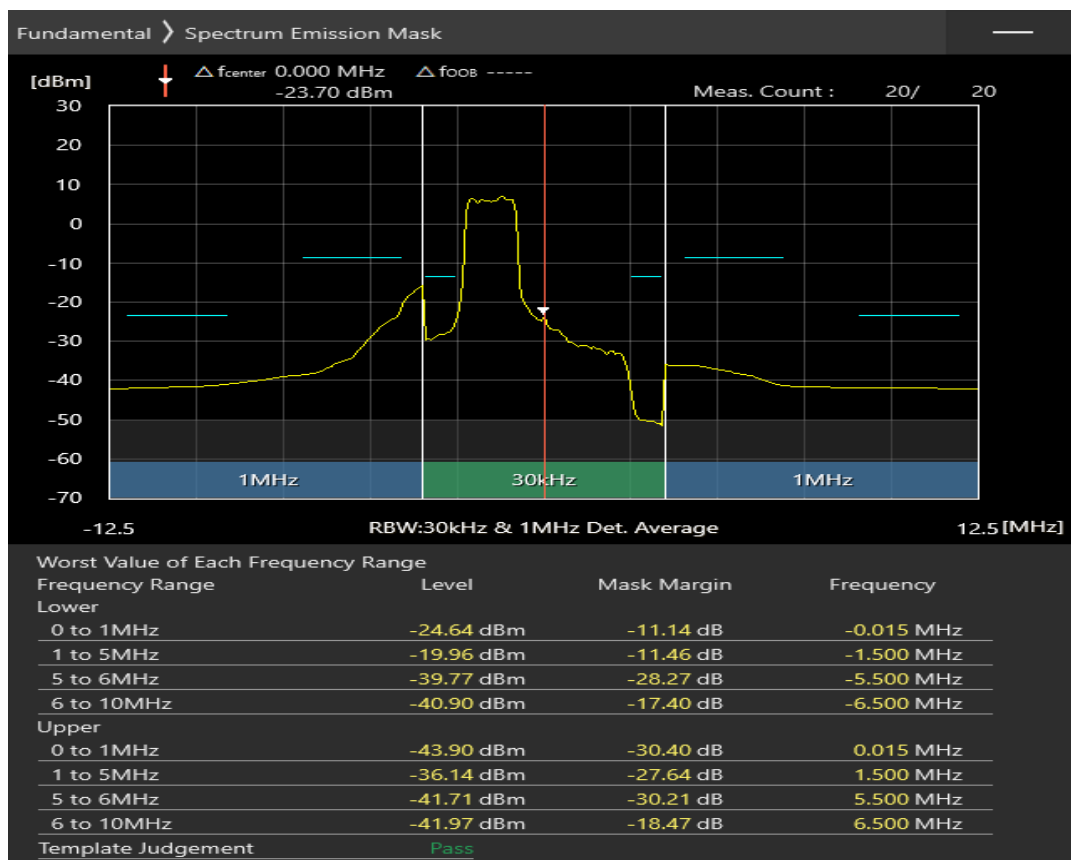 Fundamental 》 Spectrum Emission Mask
[dBm] △ fcenter 0.000 MHz △ fOOB -----
-23.70 dBm Meas. Count : 20/ 20
30
20
10
0
-10
-20
-30
-40
-50
-60
-70
1MHz 30kHz 1MHz
-12.5 RBW:30kHz & 1MHz Det. Average 12.5 [MHz]
Worst Value of Each Frequency Range
Frequency Range Level Mask Margin Frequency
Lower
0 to 1MHz -24.64 dBm -11.14 dB -0.015 MHz
1 to 5MHz -19.96 dBm -11.46 dB -1.500 MHz
5 to 6MHz -39.77 dBm -28.27 dB -5.500 MHz
6 to 10MHz -40.90 dBm -17.40 dB -6.500 MHz
Upper
0 to 1MHz -43.90 dBm -30.40 dB 0.015 MHz
1 to 5MHz -36.14 dBm -27.64 dB 1.500 MHz
5 to 6MHz -41.71 dBm -30.21 dB 5.500 MHz
6 to 10MHz -41.97 dBm -18.47 dB 6.500 MHz
Template Judgement Pass